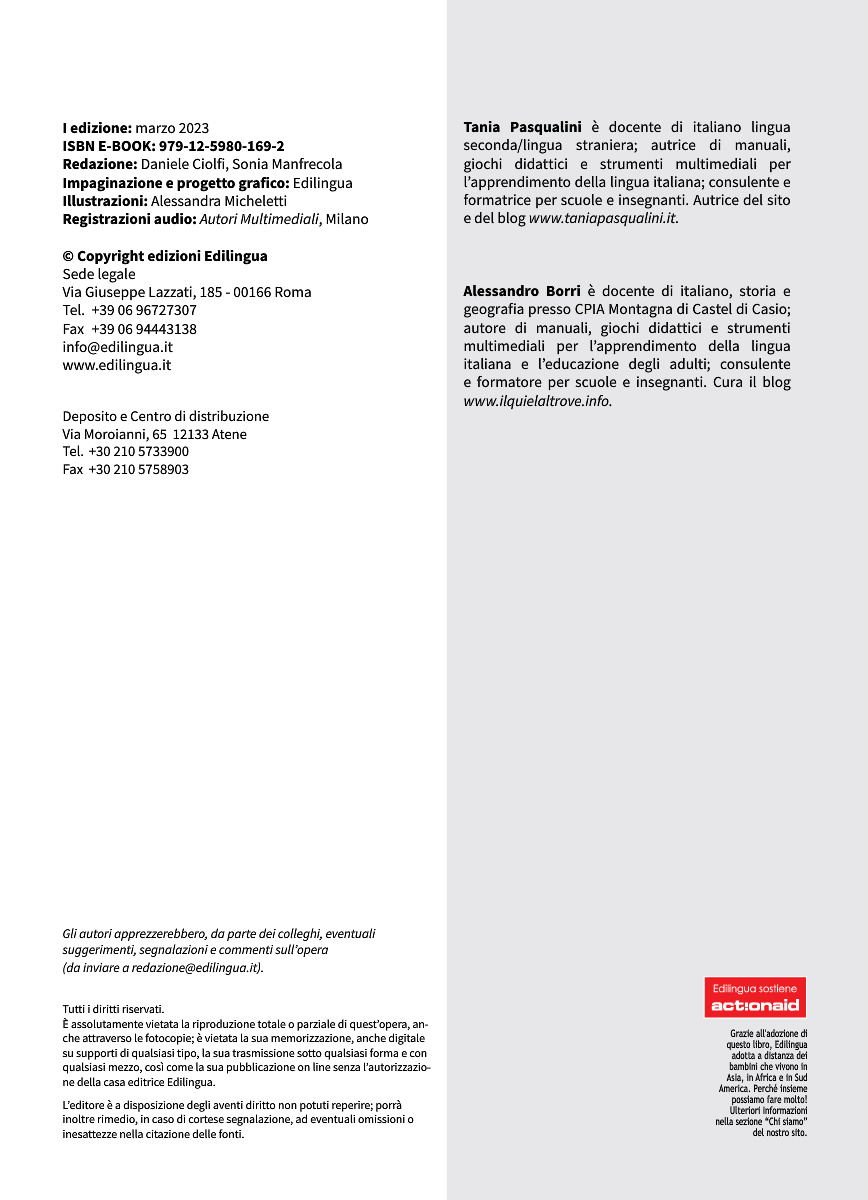 I edizione: marzo 2023
ISBN E-BOOK: 979-12-5980-169-2
Redazione: Daniele Ciolfi, Sonia Manfrecola
Impaginazione e progetto grafico: Edilingua
Illustrazioni: Alessandra Micheletti
Registrazioni audio: Autori Multimediali, Milano
© Copyright edizioni Edilingua
Sede legale
Via Giuseppe Lazzati, 185 - 00166 Roma
Tel. +39 06 96727307
Fax +39 06 94443138
info@edilingua.it
www.edilingua.it
Deposito e Centro di distribuzione
Via Moroianni, 65 12133 Atene
Tel. +30 210 5733900
Fax +30 210 5758903
Gli autori apprezzerebbero, da parte dei colleghi, eventuali
suggerimenti, segnalazioni e commenti sull'opera
(da inviare a redazione@edilingua.it).
Tutti i diritti riservati.
È assolutamente vietata la riproduzione totale o parziale di quest'opera, an-
che attraverso le fotocopie; è vietata la sua memorizzazione, anche digitale
su supporti di qualsiasi tipo, la sua trasmissione sotto qualsiasi forma e con
qualsiasi mezzo, così come la sua pubblicazione on line senza l'autorizzazio-
ne della casa editrice Edilingua.
L'editore è a disposizione degli aventi diritto non potuti reperire; porrà
inoltre rimedio, in caso di cortese segnalazione, ad eventuali omissioni o
inesattezze nella citazione delle fonti.
Tania Pasqualini è docente di italiano lingua
seconda/lingua straniera; autrice di manuali,
giochi didattici e strumenti multimediali per
l'apprendimento della lingua italiana; consulente e
formatrice per scuole e insegnanti. Autrice del sito
e del blog www.taniapasqualini.it.
Alessandro Borri è docente di italiano, storia e
geografia presso CPIA Montagna di Castel di Casio;
autore di manuali, giochi didattici e strumenti
multimediali per l'apprendimento della lingua
italiana e l'educazione degli adulti; consulente
e formatore per scuole e insegnanti. Cura il blog
www.ilquielaltrove.info.
Edilingua sostiene
act!onaid
Grazie all'adozione di
questo libro, Edilingua
adotta a distanza dei
bambini che vivono in
Asia, in Africa e in Sud
America. Perché insieme
possiamo fare molto!
Ulteriori informazioni
nella sezione "Chi siamo"
del nostro sito.